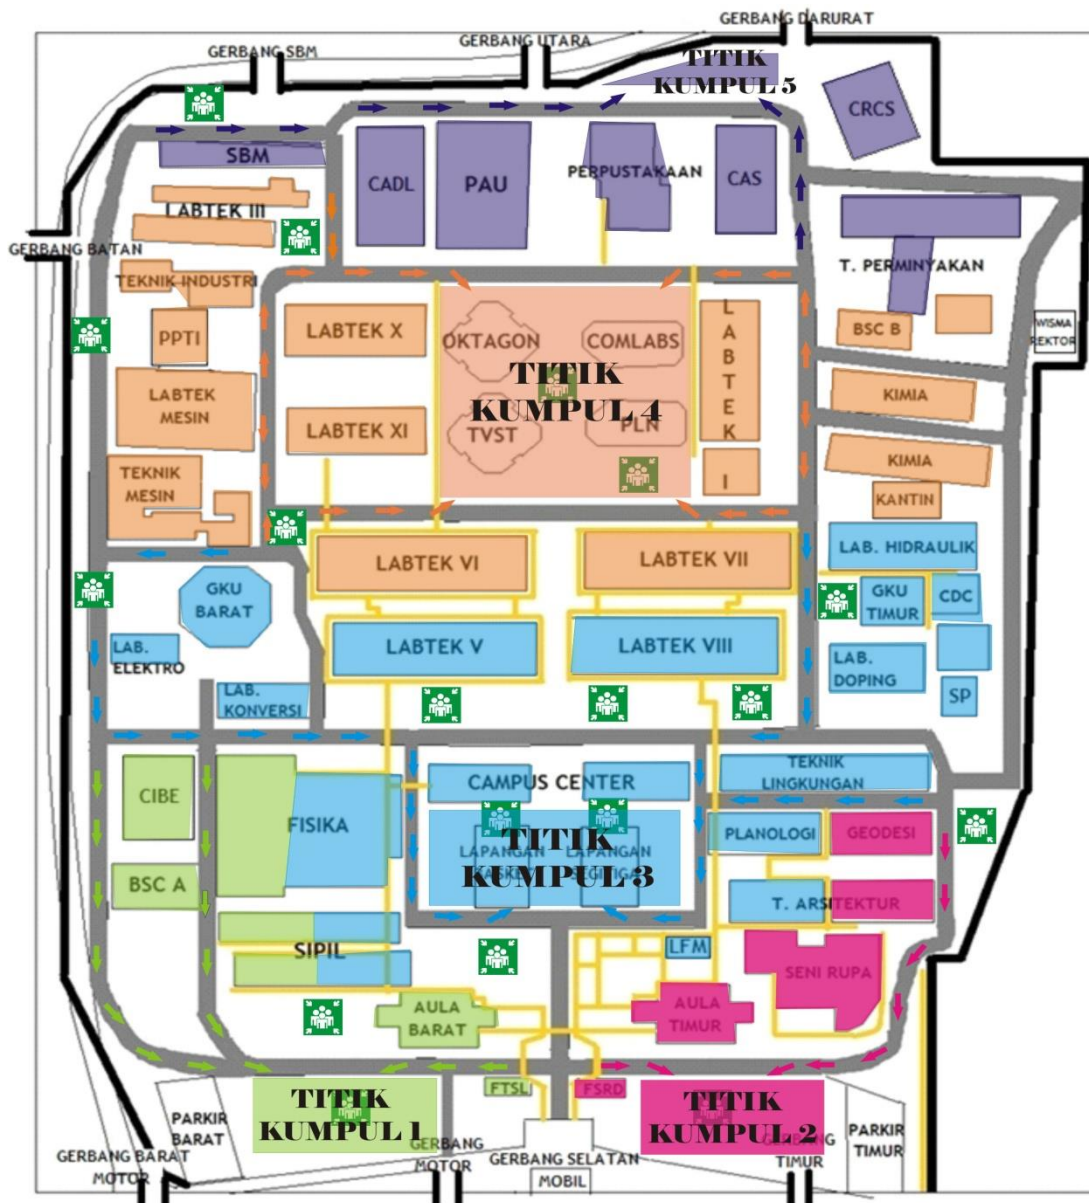 GERBANG DARURAT
GERBANG UTARA
GERBANG SBM
TITIK
KUMPUL 5
CRCS
SBM
CADL
PAU
PERPUSTAKAAN
CAS
LABTEK III
GERBANG BATAN
TEKNIK INDUSTRI
T. PERMINYAKAN
PPTI
LABTEK X
OKTAGON
COMLABS
LABTEK I
BSC B
WISMA
REKTOR
TITIK
KUMPUL 4
LABTEK
MESIN
KIMIA
LABTEK XI
TVST
PLN
KIMIA
TEKNIK
MESIN
KANTIN
LAB. HIDRAULIK
LABTEK VI
LABTEK VII
GKU
BARAT
GKU
TIMUR
CDC
LAB.
ELEKTRO
LABTEK V
LABTEK VIII
LAB.
DOPING
LAB.
KONVERSI
SP
CIBE
CAMPUS CENTER
TEKNIK
LINGKUNGAN
FISIKA
PLANOLOGI
GEODESI
LAPANGAN
LAPANGAN
TITIK
KUMPUL 3
BSC A
T. ARSITEKTUR
SIPIL
LFM
SENI RUPA
AULA
BARAT
AULA
TIMUR
FTSL
FSRD
TITIK
KUMPUL 1
TITIK
KUMPUL 2
PARKIR
BARAT
PARKIR
TIMUR
GERBANG BARAT
MOTOR
GERBANG
MOTOR
GERBANG SELATAN
MOBIL
GERBANG
TIMUR